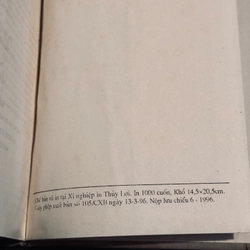 Chế bản và in tại Xí nghiệp in Thủy Lợi. In 1000 cuốn, Khổ 14,5×20,5cm.
Giấy phép xuất bản số 105/CXB ngày 13-3-96. Nộp lưu chiểu 6 - 1996.